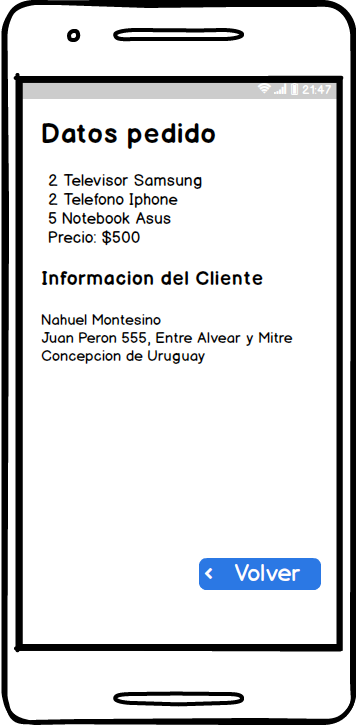 21:47
Datos pedido
2 Televisor Samsung
2 Telefono Iphone
5 Notebook Asus
Precio: $500
Informacion del Cliente
Nahuel Montesino
Juan Peron 555, Entre Alvear y Mitre
Concepcion de Uruguay
Volver